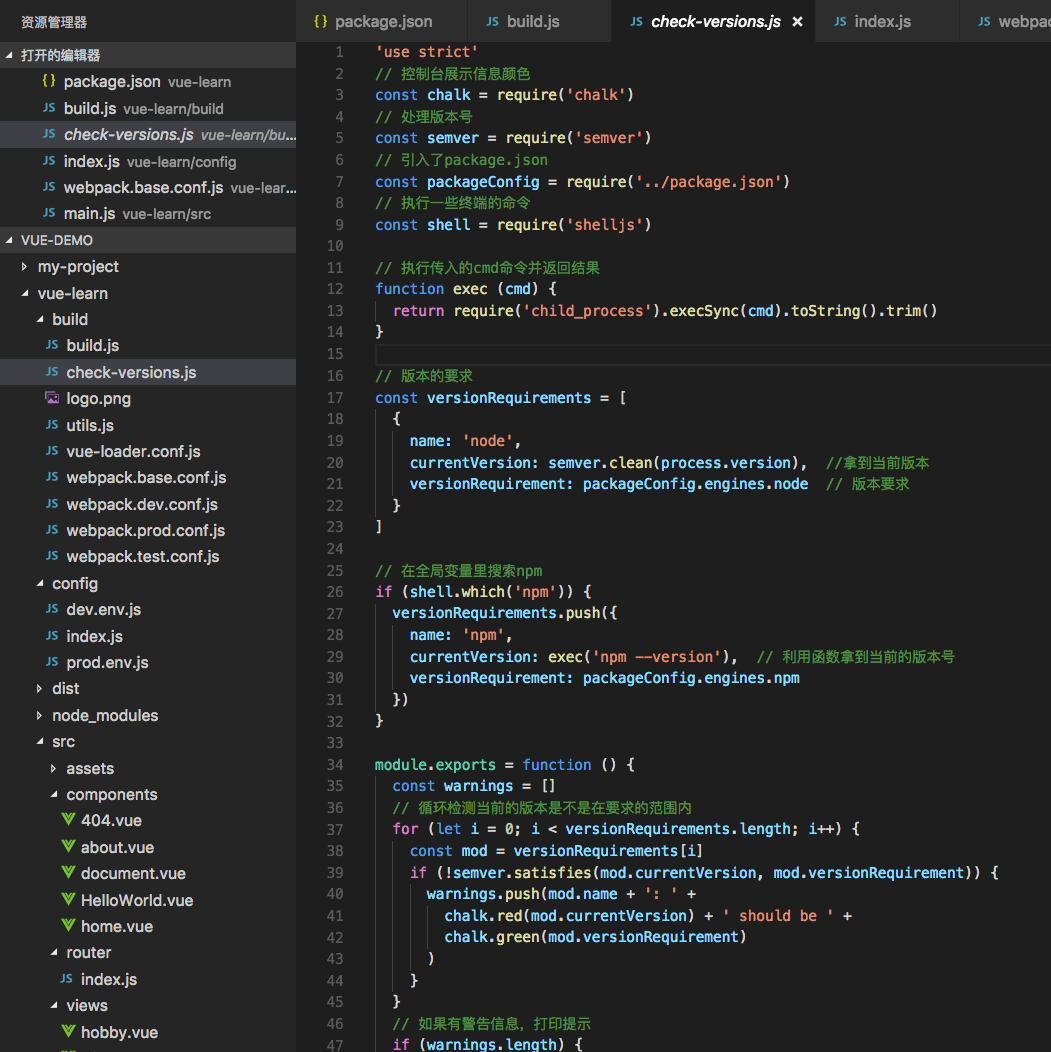 资源管理器
打开的编辑器
{} package.json vue-learn
JS build.js vue-learn/build
JS check-versions.js vue-learn/bu...
JS index.js vue-learn/config
JS webpack.base.conf.js vue-lear...
JS main.js vue-learn/src
VUE-DEMO
my-project
vue-learn
build
JS build.js
JS check-versions.js
logo.png
JS utils.js
JS vue-loader.conf.js
JS webpack.base.conf.js
JS webpack.dev.conf.js
JS webpack.prod.conf.js
JS webpack.test.conf.js
config
JS dev.env.js
JS index.js
JS prod.env.js
dist
node_modules
src
assets
components
404.vue
about.vue
document.vue
HelloWorld.vue
home.vue
router
JS index.js
views
hobby.vue
{} package.json JS build.js JS check-versions.js × JS index.js JS webpac
1 'use strict'
2 // 控制台展示信息颜色
3 const chalk = require('chalk')
4 // 处理版本号
5 const semver = require('semver')
6 // 引入了package.json
7 const packageConfig = require('../package.json')
8 // 执行一些终端的命令
9 const shell = require('shelljs')
10
11 // 执行传入的cmd命令并返回结果
12 function exec (cmd) {
13 return require('child_process').execSync(cmd).toString().trim()
14 }
15
16 // 版本的要求
17 const versionRequirements = [
18 {
19 name: 'node',
20 currentVersion: semver.clean(process.version), //拿到当前版本
21 versionRequirement: packageConfig.engines.node // 版本要求
22 }
23 ]
24
25 // 在全局变量里搜索npm
26 if (shell.which('npm')) {
27 versionRequirements.push({
28 name: 'npm',
29 currentVersion: exec('npm --version'), // 利用函数拿到当前的版本号
30 versionRequirement: packageConfig.engines.npm
31 })
32 }
33
34 module.exports = function () {
35 const warnings = []
36 // 循环检测当前的版本是不是在要求的范围内
37 for (let i = 0; i < versionRequirements.length; i++) {
38 const mod = versionRequirements[i]
39 if (!semver.satisfies(mod.currentVersion, mod.versionRequirement)) {
40 warnings.push(mod.name + ': ' +
41 chalk.red(mod.currentVersion) + ' should be ' +
42 chalk.green(mod.versionRequirement)
43 )
44 }
45 }
46 // 如果有警告信息，打印提示
47 if (warnings.length) {